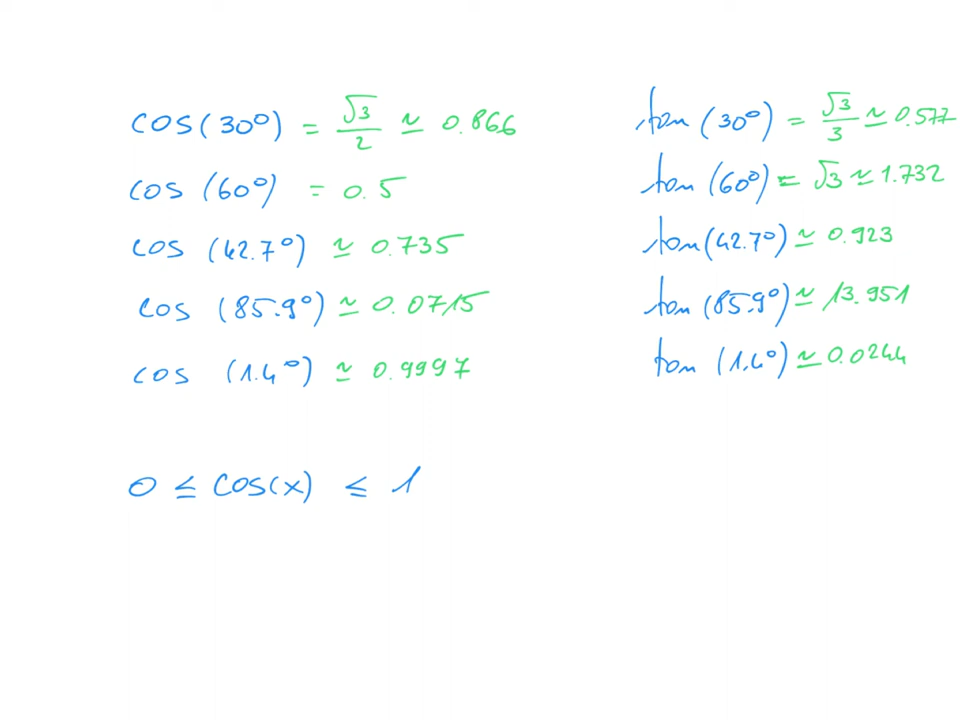 cos(30°) = √3/2 ≃ 0.866
cos (60°) = 0.5
cos (42.7°) ≃ 0.735
cos (85.9°) ≃ 0.0715
cos (1.4°) ≃ 0.9997
0 ≤ cos(x) ≤ 1
tan (30°) = √3/3 ≃ 0.577
tan (60°) = √3 ≃ 1.732
tan(42.7°) ≃ 0.923
tan (85.9°) ≃ 13.951
tan (1.4°) ≃ 0.0244